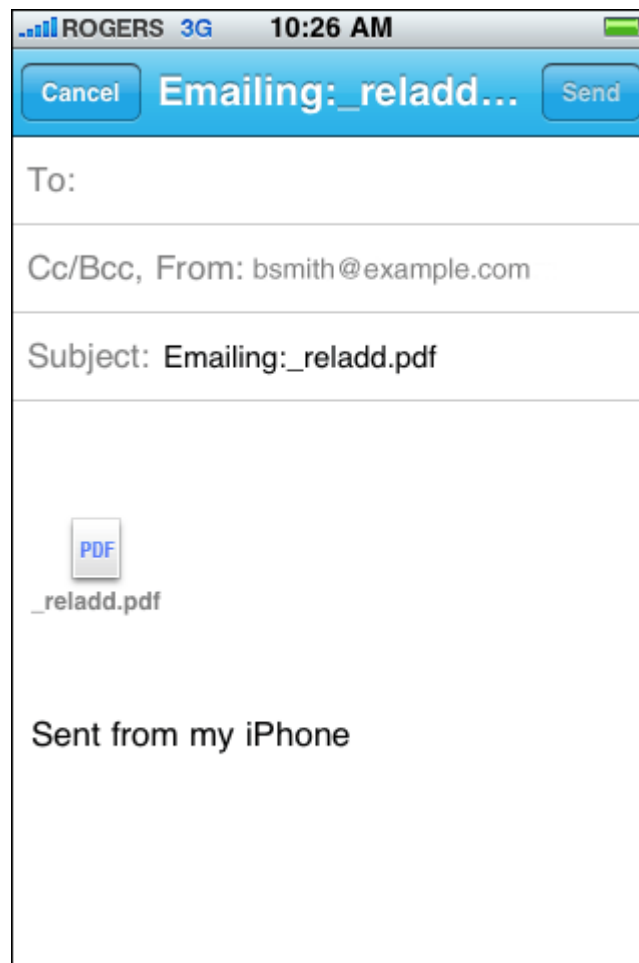 ROGERS 3G 10:26 AM
Cancel Emailing:_reladd... Send
To:
Cc/Bcc, From: bsmith@example.com
Subject: Emailing:_reladd.pdf
PDF
_reladd.pdf
Sent from my iPhone